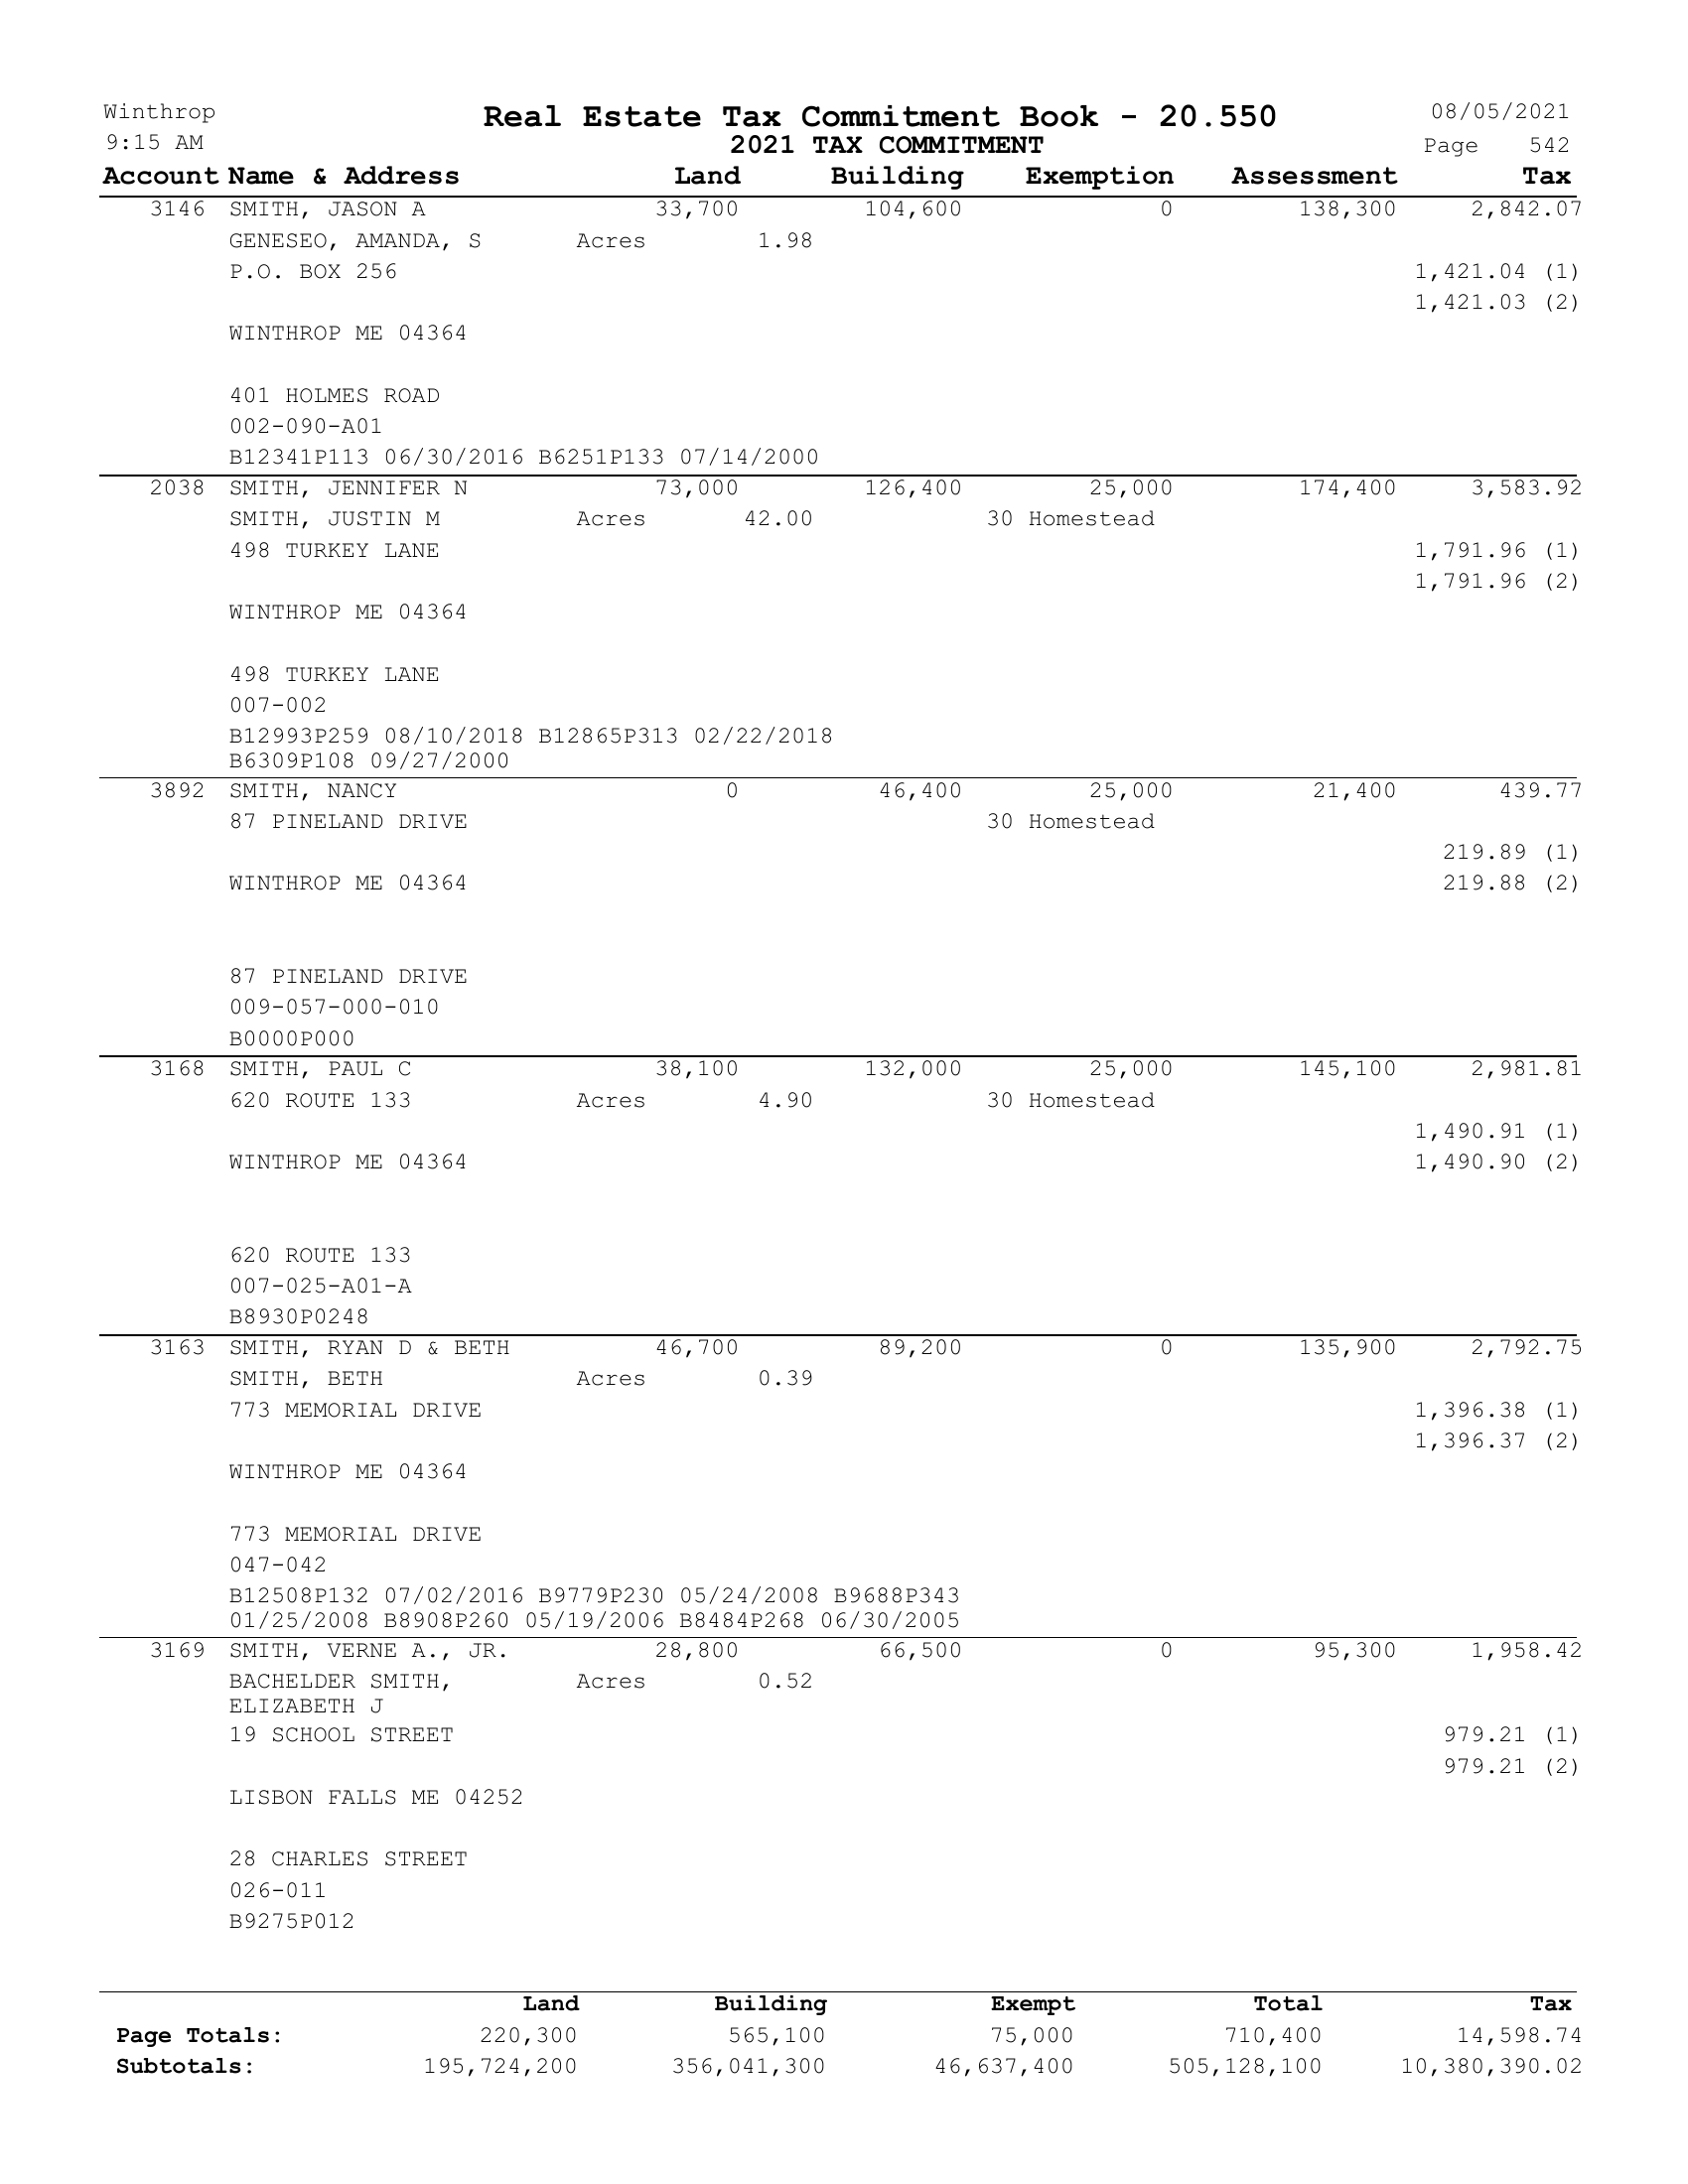 Winthrop Real Estate Tax Commitment Book - 20.550 08/05/2021
9:15 AM 2021 TAX COMMITMENT Page 542
Account Name & Address Land Building Exemption Assessment Tax
3146 SMITH, JASON A 33,700 104,600 0 138,300 2,842.07
GENESEO, AMANDA, S Acres 1.98
P.O. BOX 256 1,421.04 (1)
1,421.03 (2)
WINTHROP ME 04364
401 HOLMES ROAD
002-090-A01
B12341P113 06/30/2016 B6251P133 07/14/2000
2038 SMITH, JENNIFER N 73,000 126,400 25,000 174,400 3,583.92
SMITH, JUSTIN M Acres 42.00 30 Homestead
498 TURKEY LANE 1,791.96 (1)
1,791.96 (2)
WINTHROP ME 04364
498 TURKEY LANE
007-002
B12993P259 08/10/2018 B12865P313 02/22/2018
B6309P108 09/27/2000
3892 SMITH, NANCY 0 46,400 25,000 21,400 439.77
87 PINELAND DRIVE 30 Homestead
219.89 (1)
WINTHROP ME 04364 219.88 (2)
87 PINELAND DRIVE
009-057-000-010
B0000P000
3168 SMITH, PAUL C 38,100 132,000 25,000 145,100 2,981.81
620 ROUTE 133 Acres 4.90 30 Homestead
1,490.91 (1)
WINTHROP ME 04364 1,490.90 (2)
620 ROUTE 133
007-025-A01-A
B8930P0248
3163 SMITH, RYAN D & BETH 46,700 89,200 0 135,900 2,792.75
SMITH, BETH Acres 0.39
773 MEMORIAL DRIVE 1,396.38 (1)
1,396.37 (2)
WINTHROP ME 04364
773 MEMORIAL DRIVE
047-042
B12508P132 07/02/2016 B9779P230 05/24/2008 B9688P343
01/25/2008 B8908P260 05/19/2006 B8484P268 06/30/2005
3169 SMITH, VERNE A., JR. 28,800 66,500 0 95,300 1,958.42
BACHELDER SMITH, Acres 0.52
ELIZABETH J
19 SCHOOL STREET 979.21 (1)
979.21 (2)
LISBON FALLS ME 04252
28 CHARLES STREET
026-011
B9275P012
Land Building Exempt Total Tax
Page Totals: 220,300 565,100 75,000 710,400 14,598.74
Subtotals: 195,724,200 356,041,300 46,637,400 505,128,100 10,380,390.02